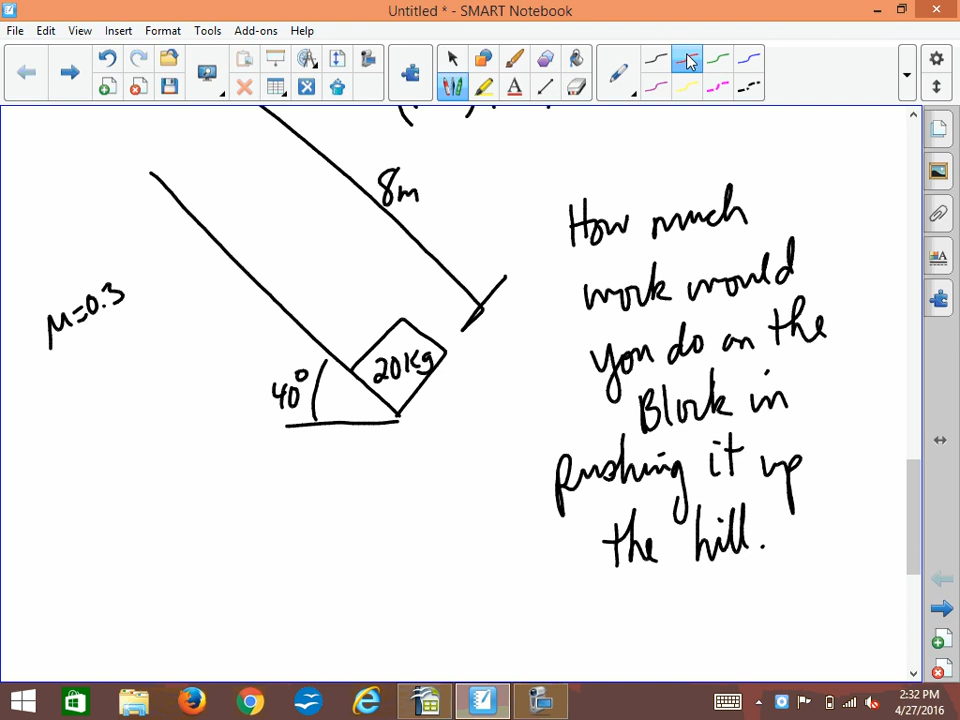 Untitled * - SMART Notebook
File Edit View Insert Format Tools Add-ons Help
8m
μ=0.3
40°
20Kg
How much
work would
you do on the
Block in
pushing it up
the hill.
2:32 PM
4/27/2016